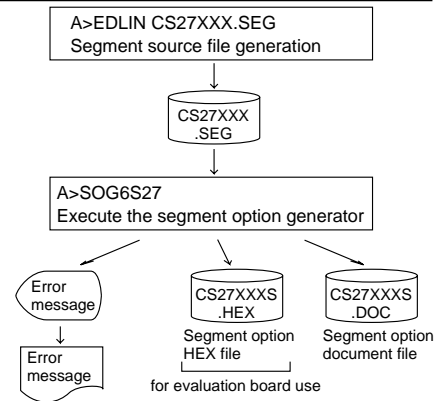 A>EDLIN CS27XXX.SEG
Segment source file generation
CS27XXX
.SEG
A>SOG6S27
Execute the segment option generator
Error
message
CS27XXXS
.HEX
CS27XXXS
.DOC
Segment option
HEX file
Segment option
document file
Error
message
for evaluation board use